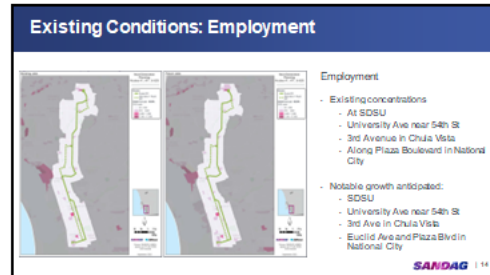 Existing Conditions: Employment
Employment
- Existing concentrations
- At SDSU
- University Ave near 54th St
- 3rd Avenue in Chula Vista
- Along Plaza Boulevard in National
City
- Notable growth anticipated:
- SDSU
- University Ave near 54th St
- 3rd Ave in Chula Vista
- Euclid Ave and Plaza Blvd in
National City
SANDAG | 14